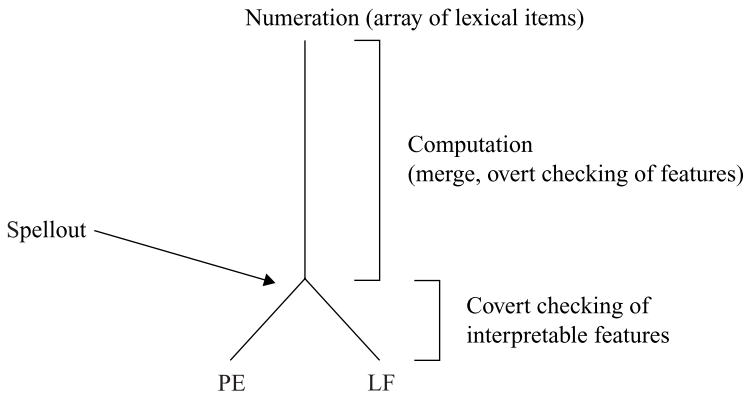 Numeration (array of lexical items)
Computation
(merge, overt checking of features)
Spellout
Covert checking of
interpretable features
PE
LF